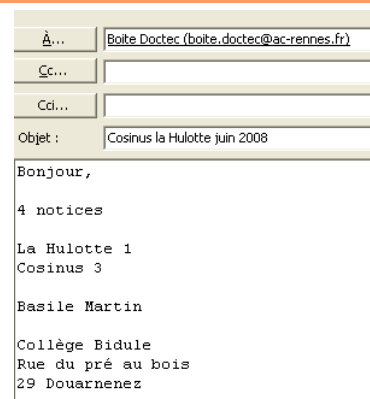 À... Boite Doctec (boite.doctec@ac-rennes.fr)
Cc...
Cci...
Objet : Cosinus la Hulotte juin 2008
Bonjour,
4 notices
La Hulotte 1
Cosinus 3
Basile Martin
Collège Bidule
Rue du pré au bois
29 Douarnenez